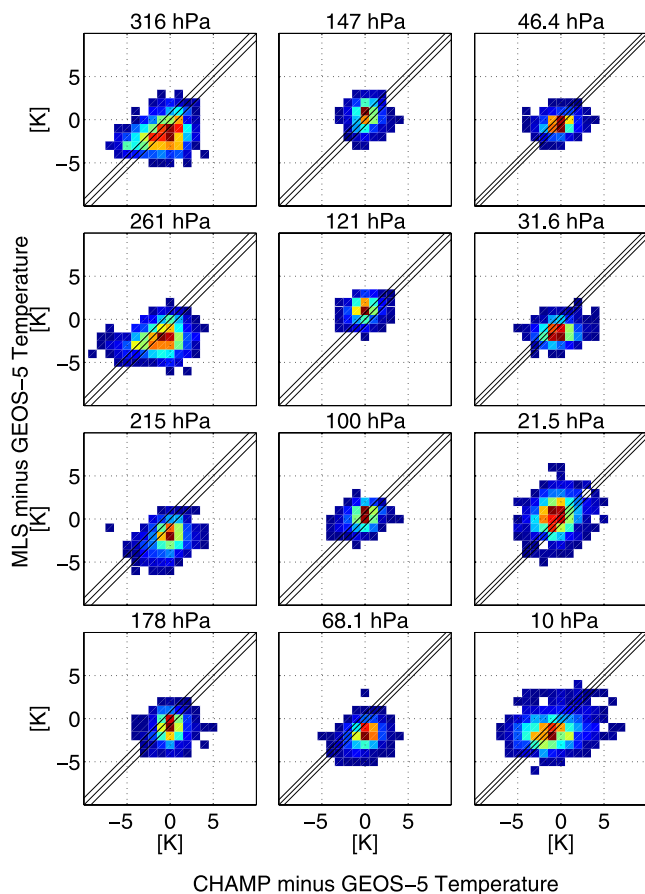 316 hPa 147 hPa 46.4 hPa
5
0
−5
[K]
261 hPa 121 hPa 31.6 hPa
5
0
−5
[K]
MLS minus GEOS−5 Temperature
215 hPa 100 hPa 21.5 hPa
5
0
−5
[K]
178 hPa 68.1 hPa 10 hPa
5
0
−5
[K]
−5 0 5 −5 0 5 −5 0 5
[K] [K] [K]
CHAMP minus GEOS−5 Temperature